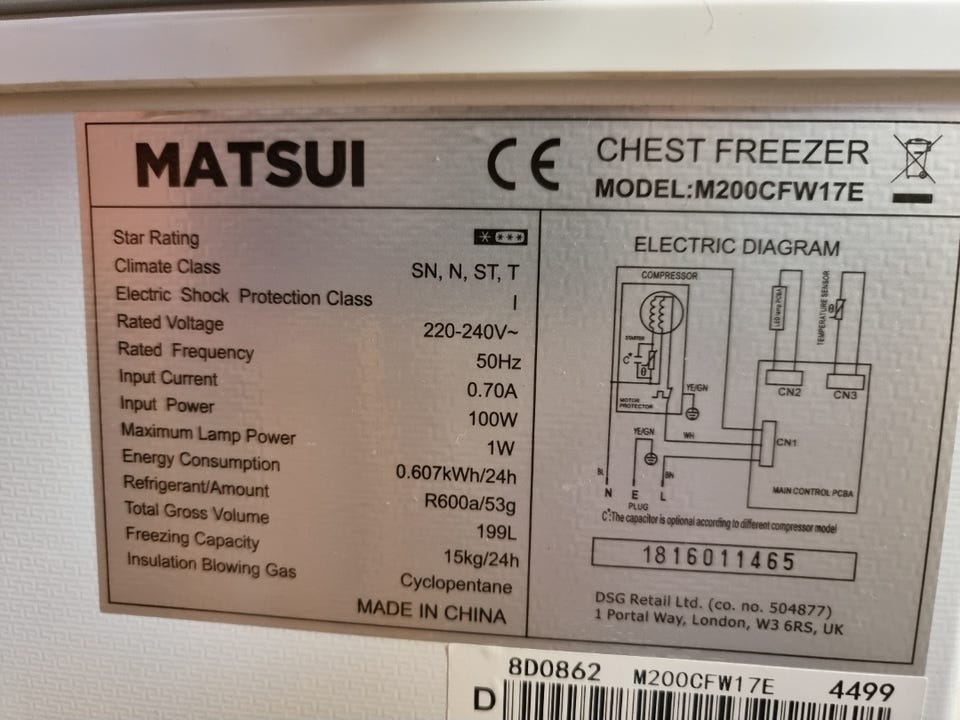 MATSUI
CE
CHEST FREEZER
MODEL:M200CFW17E
Star Rating
Climate Class SN, N, ST, T
Electric Shock Protection Class I
Rated Voltage 220-240V~
Rated Frequency 50Hz
Input Current 0.70A
Input Power 100W
Maximum Lamp Power 1W
Energy Consumption 0.607kWh/24h
Refrigerant/Amount R600a/53g
Total Gross Volume 199L
Freezing Capacity 15kg/24h
Insulation Blowing Gas Cyclopentane
MADE IN CHINA
ELECTRIC DIAGRAM
COMPRESSOR
STARTER
C*
θ
MOTOR
PROTECTOR
YE/GN
YE/GN
WH
BL
BN
N E L
PLUG
LED lamp PCBA
TEMPERATURE SENSOR
θ
CN2
CN3
CN1
MAIN CONTROL PCBA
C*:The capacitor is optional according to different compressor model
1816011465
DSG Retail Ltd. (co. no. 504877)
1 Portal Way, London, W3 6RS, UK
8D0862 M200CFW17E 4499
D